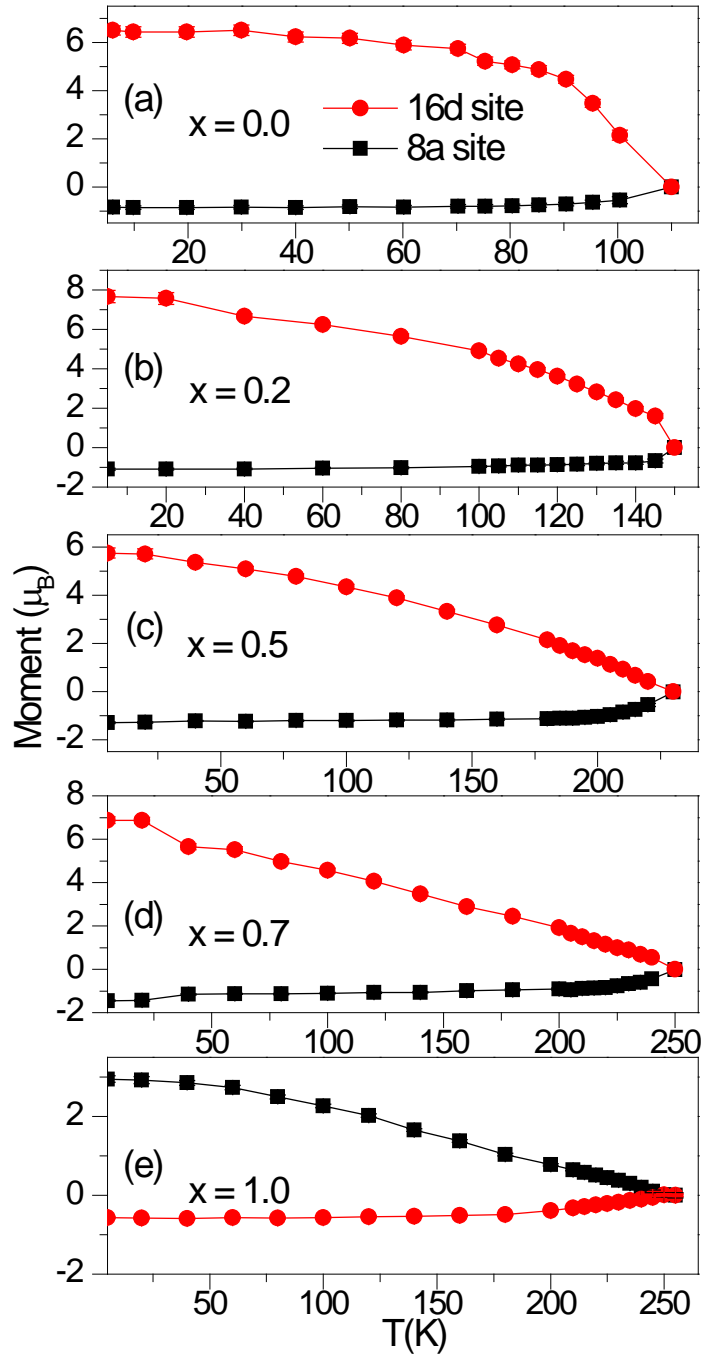 6
4
2
0
(a)
x = 0.0
16d site
8a site
20 40 60 80 100
8
6
4
2
0
-2
(b)
x = 0.2
20 40 60 80 100 120 140
Moment (μB)
6
4
2
0
-2
(c)
x = 0.5
50 100 150 200
8
6
4
2
0
-2
(d)
x = 0.7
50 100 150 200 250
2
0
-2
(e)
x = 1.0
50 100 150 200 250
T(K)